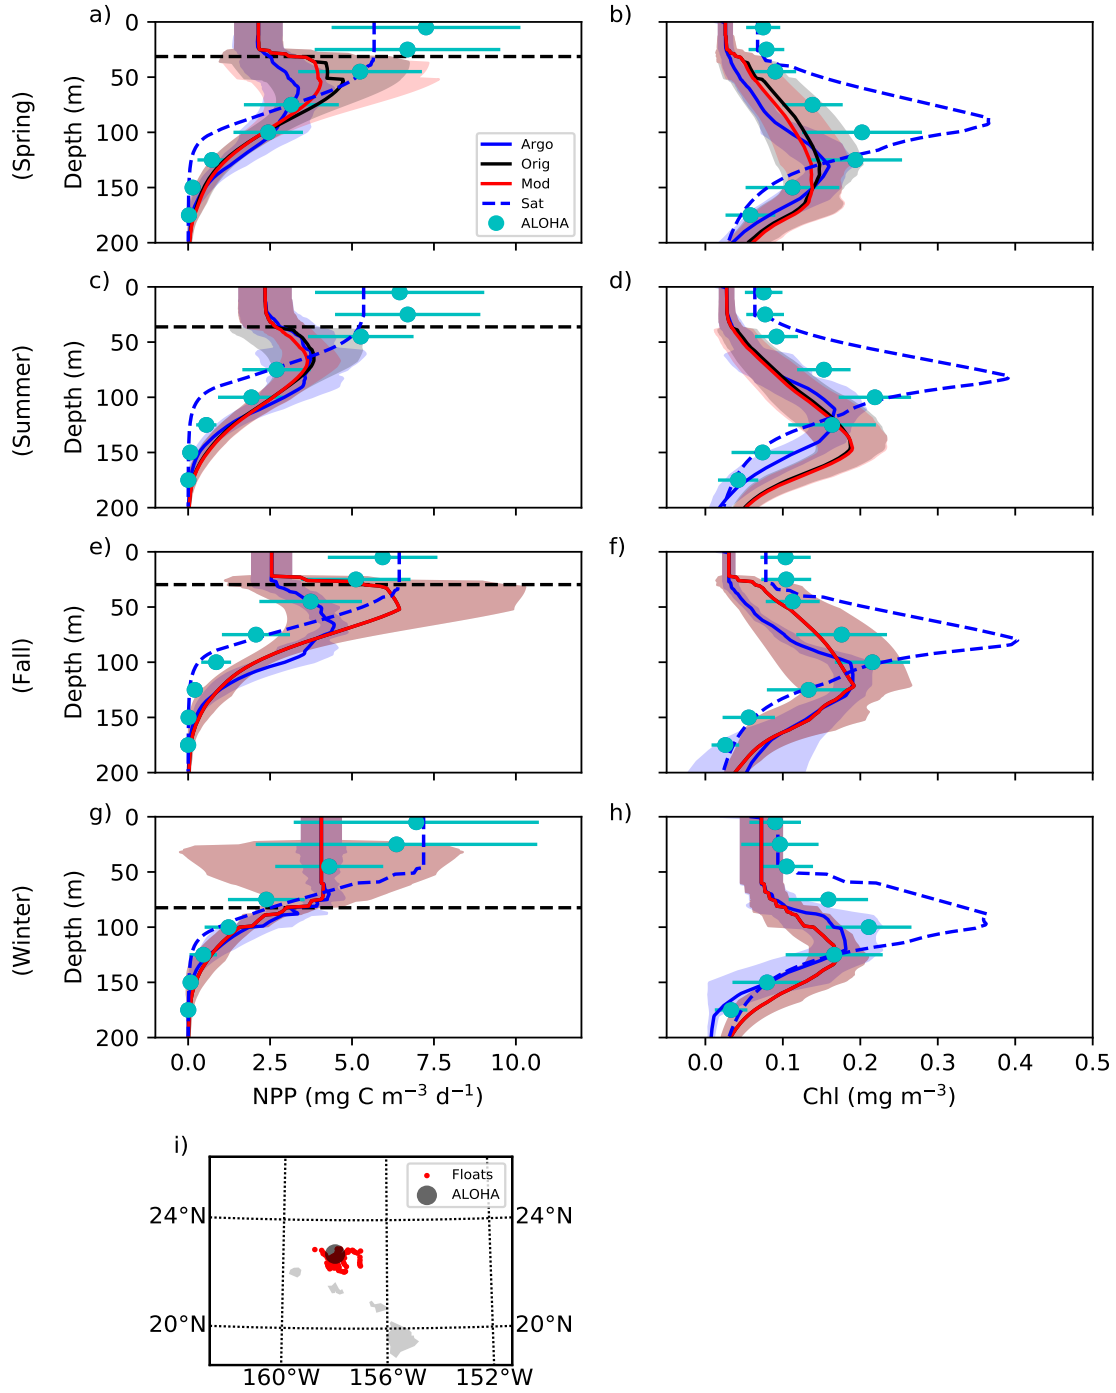 a)
b)
0
50
100
150
200
Depth (m)
(Spring)
Argo
Orig
Mod
Sat
ALOHA
c)
d)
0
50
100
150
200
Depth (m)
(Summer)
e)
f)
0
50
100
150
200
Depth (m)
(Fall)
g)
h)
0
50
100
150
200
Depth (m)
(Winter)
0.0 2.5 5.0 7.5 10.0
0.0 0.1 0.2 0.3 0.4 0.5
NPP (mg C m⁻³ d⁻¹)
Chl (mg m⁻³)
i)
Floats
ALOHA
24°N 24°N
20°N 20°N
160°W 156°W 152°W